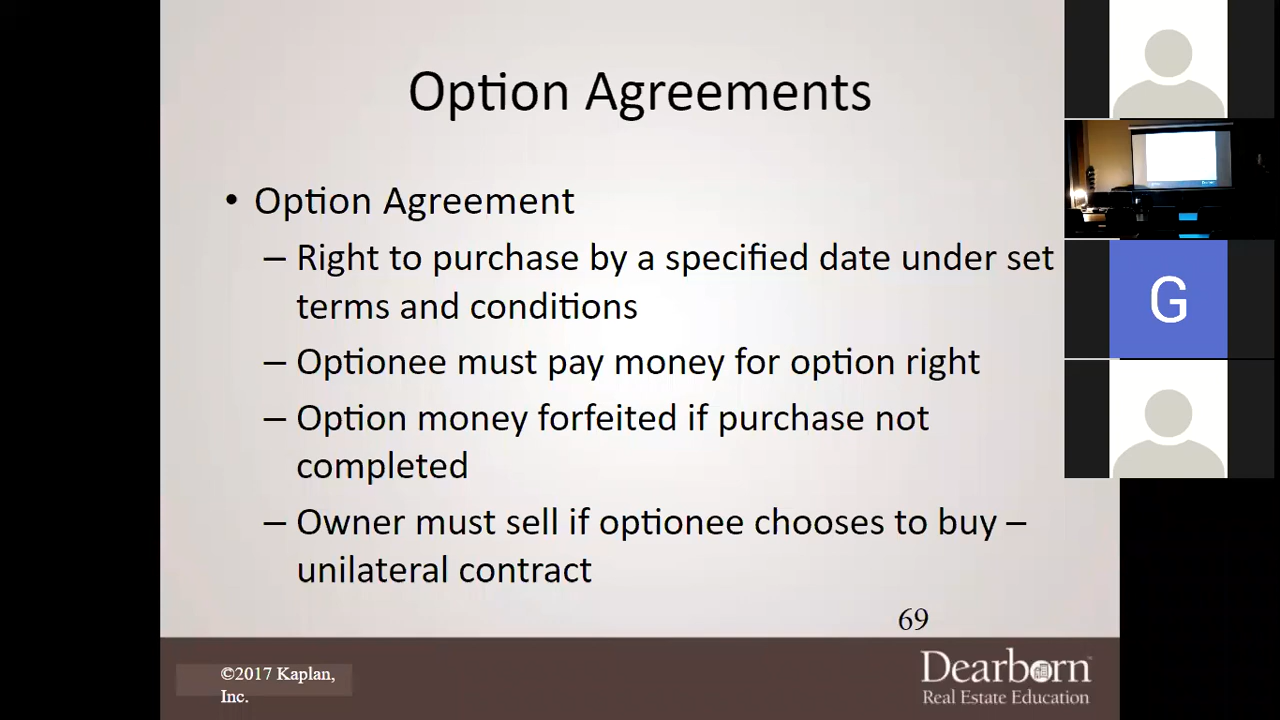 Option Agreements
• Option Agreement
– Right to purchase by a specified date under set
terms and conditions
– Optionee must pay money for option right
– Option money forfeited if purchase not
completed
– Owner must sell if optionee chooses to buy –
unilateral contract
69
©2017 Kaplan,
Inc.
Dearborn
Real Estate Education
G